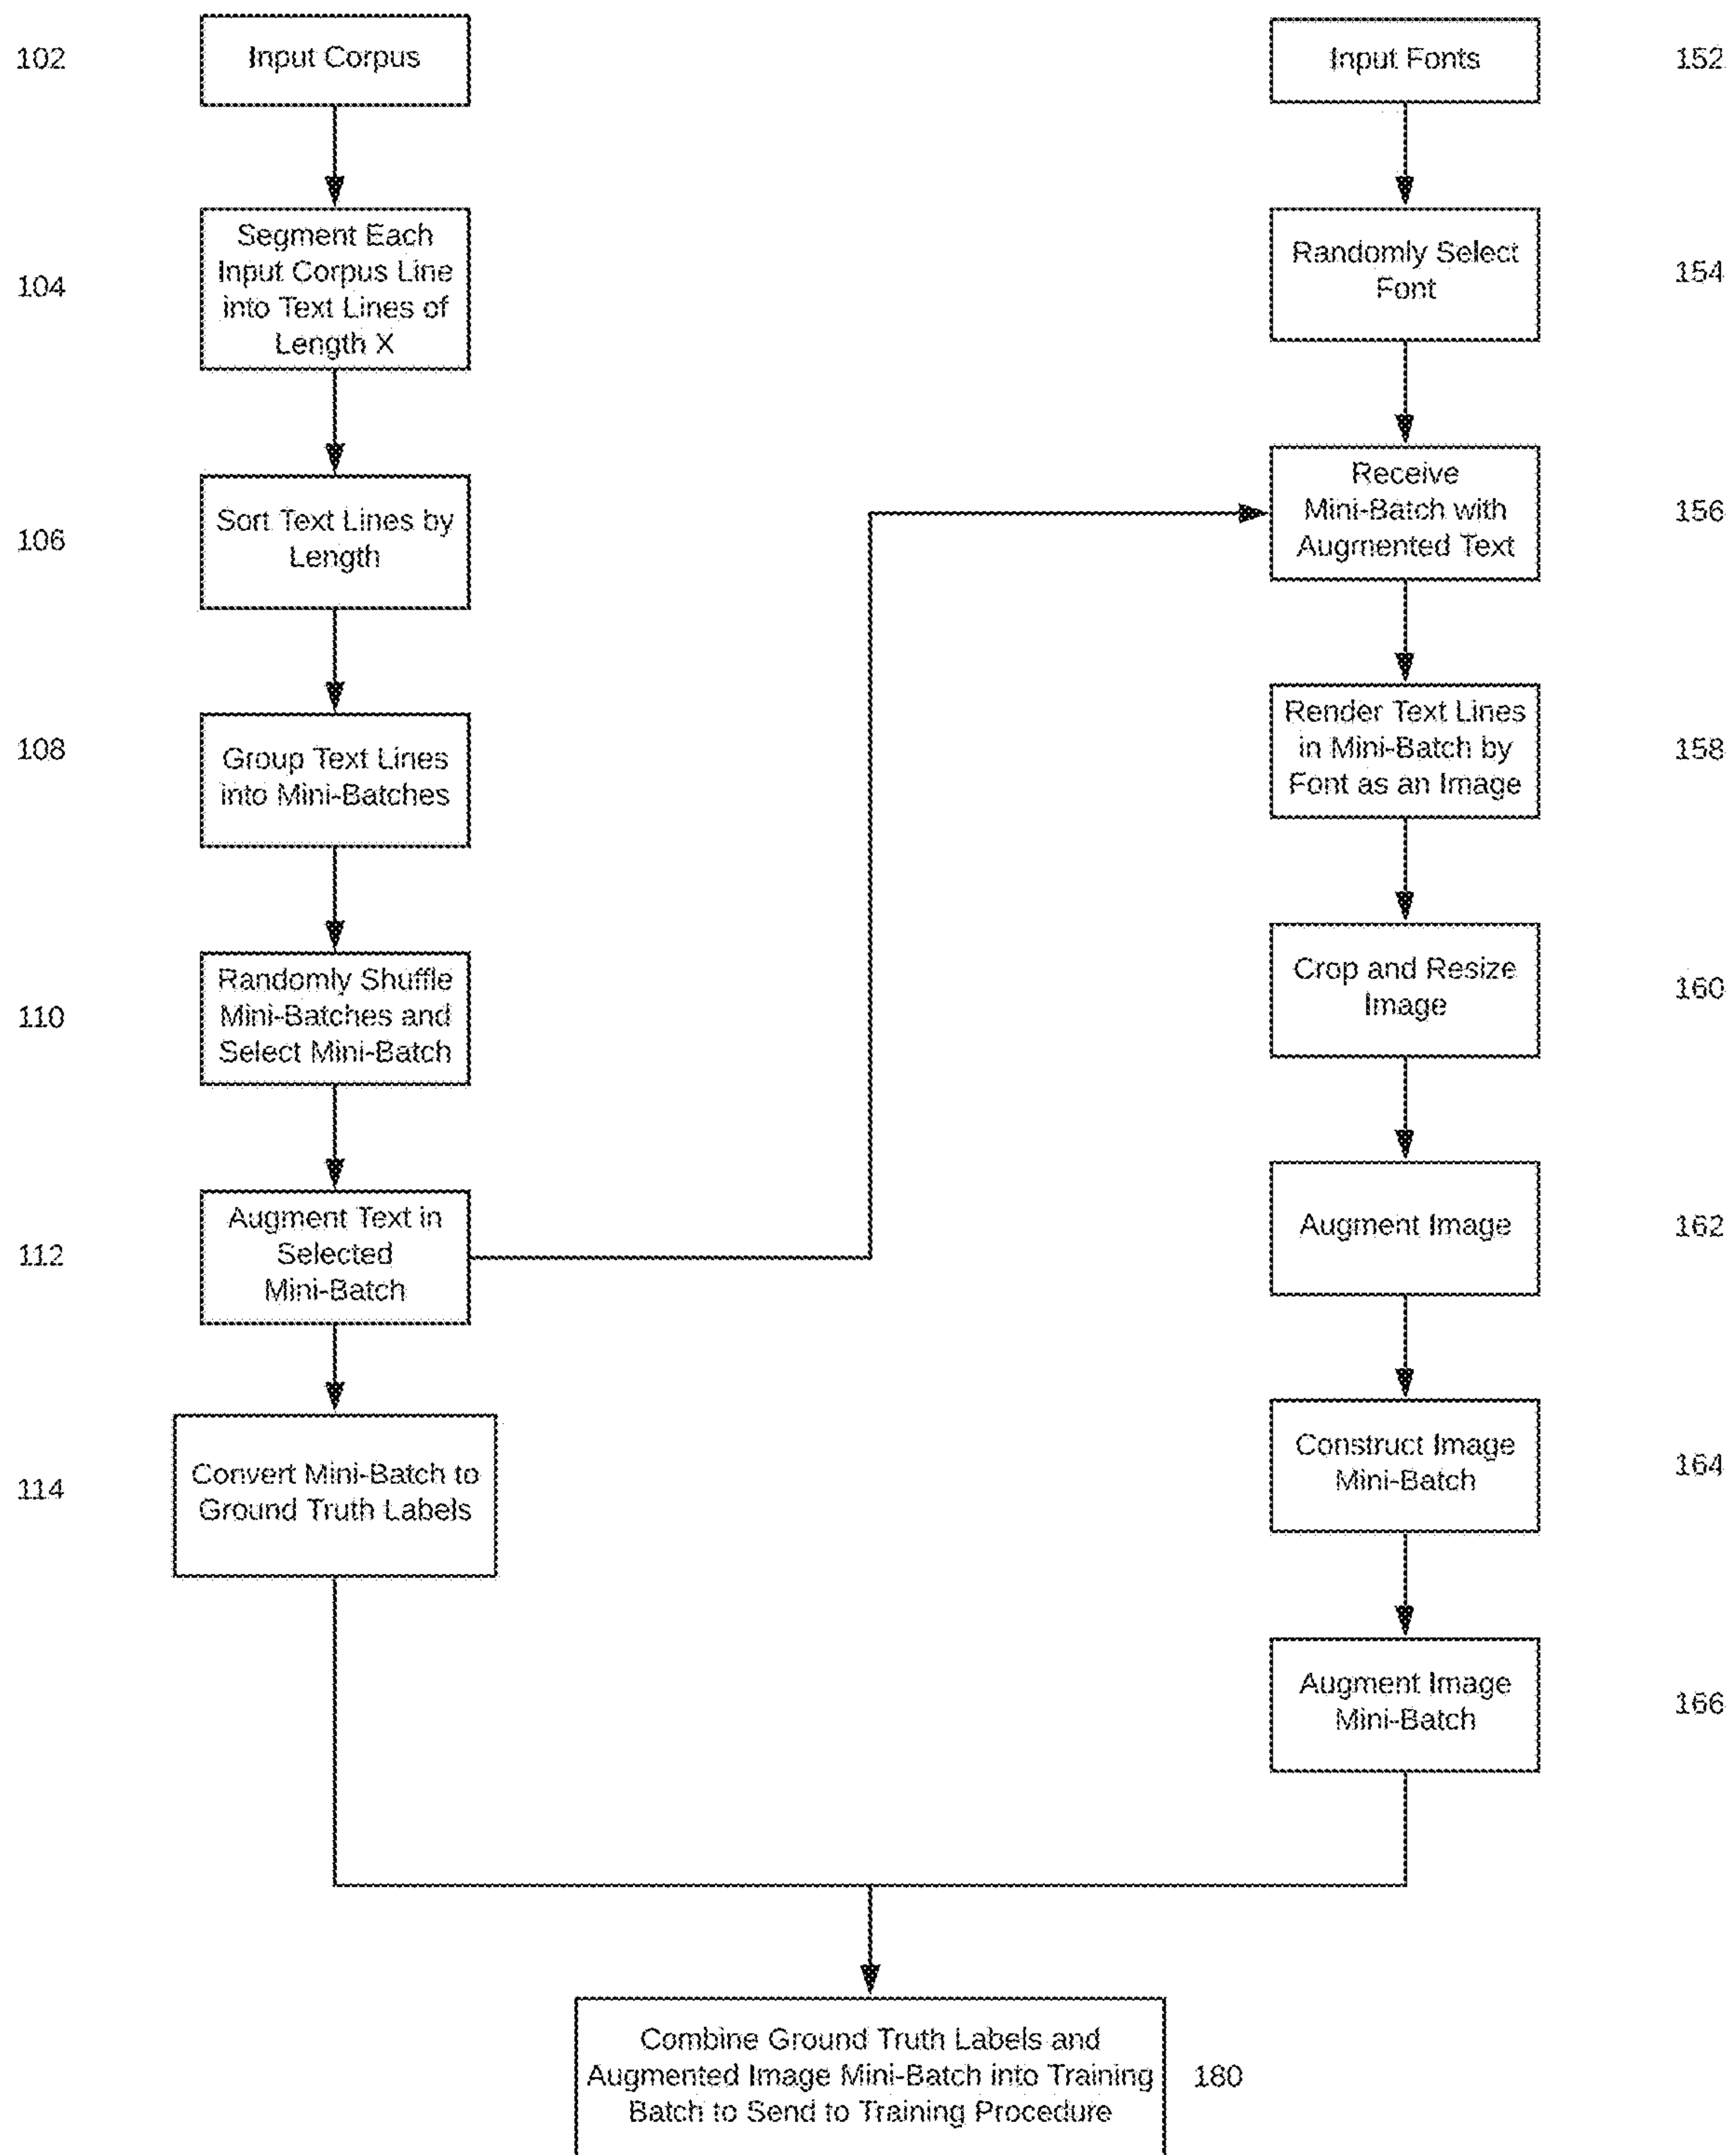 102
Input Corpus
104
Segment Each
Input Corpus Line
into Text Lines of
Length X
106
Sort Text Lines by
Length
108
Group Text Lines
into Mini-Batches
110
Randomly Shuffle
Mini-Batches and
Select Mini-Batch
112
Augment Text in
Selected
Mini-Batch
114
Convert Mini-Batch to
Ground Truth Labels
Input Fonts
152
Randomly Select
Font
154
Receive
Mini-Batch with
Augmented Text
156
Render Text Lines
in Mini-Batch by
Font as an Image
158
Crop and Resize
Image
160
Augment Image
162
Construct Image
Mini-Batch
164
Augment Image
Mini-Batch
166
Combine Ground Truth Labels and
Augmented Image Mini-Batch into Training
Batch to Send to Training Procedure
180